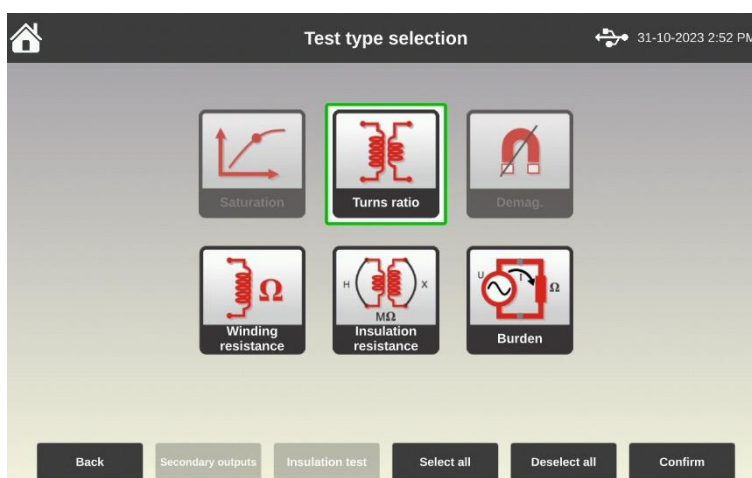 Test type selection
31-10-2023 2:52 PM
Saturation
Turns ratio
Demag.
Ω
H
X
MΩ
U
I
Ω
Winding
resistance
Insulation
resistance
Burden
Back
Secondary outputs
Insulation test
Select all
Deselect all
Confirm